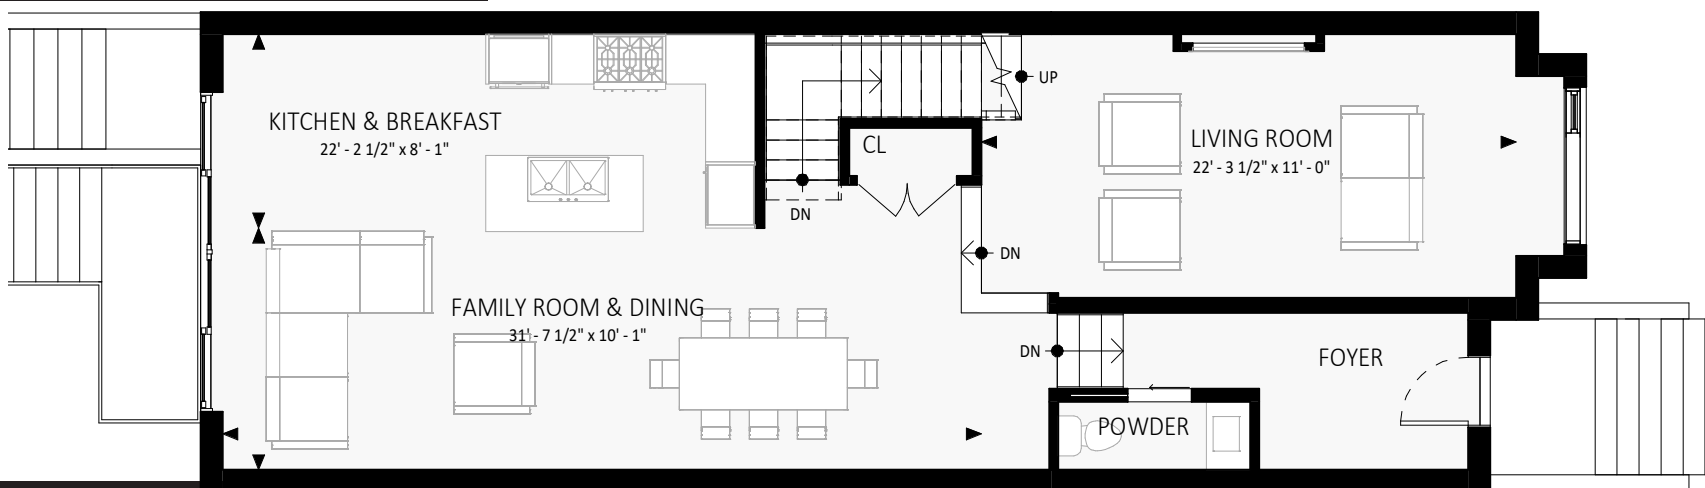 UP
KITCHEN & BREAKFAST
22' - 2 1/2" x 8' - 1"
CL
LIVING ROOM
22' - 3 1/2" x 11' - 0"
DN
DN
FAMILY ROOM & DINING
31' - 7 1/2" x 10' - 1"
DN
FOYER
POWDER